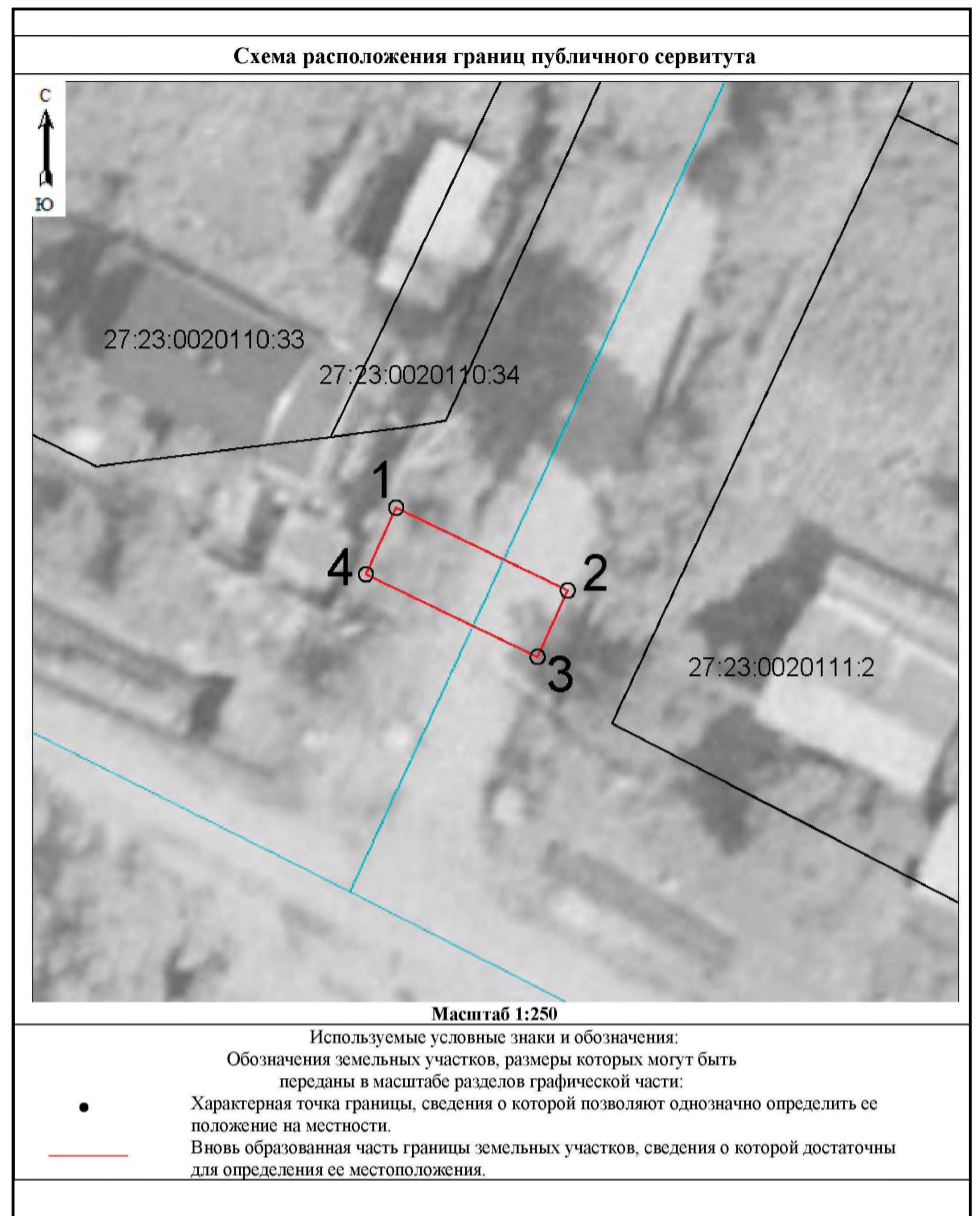 Схема расположения границ публичного сервитута
С
Ю
27:23:0020110:33
27:23:0020110:34
1
2
4
3
27:23:0020111:2
Масштаб 1:250
Используемые условные знаки и обозначения:
Обозначения земельных участков, размеры которых могут быть
переданы в масштабе разделов графической части:
Характерная точка границы, сведения о которой позволяют однозначно определить ее
положение на местности.
Вновь образованная часть границы земельных участков, сведения о которой достаточны
для определения ее местоположения.